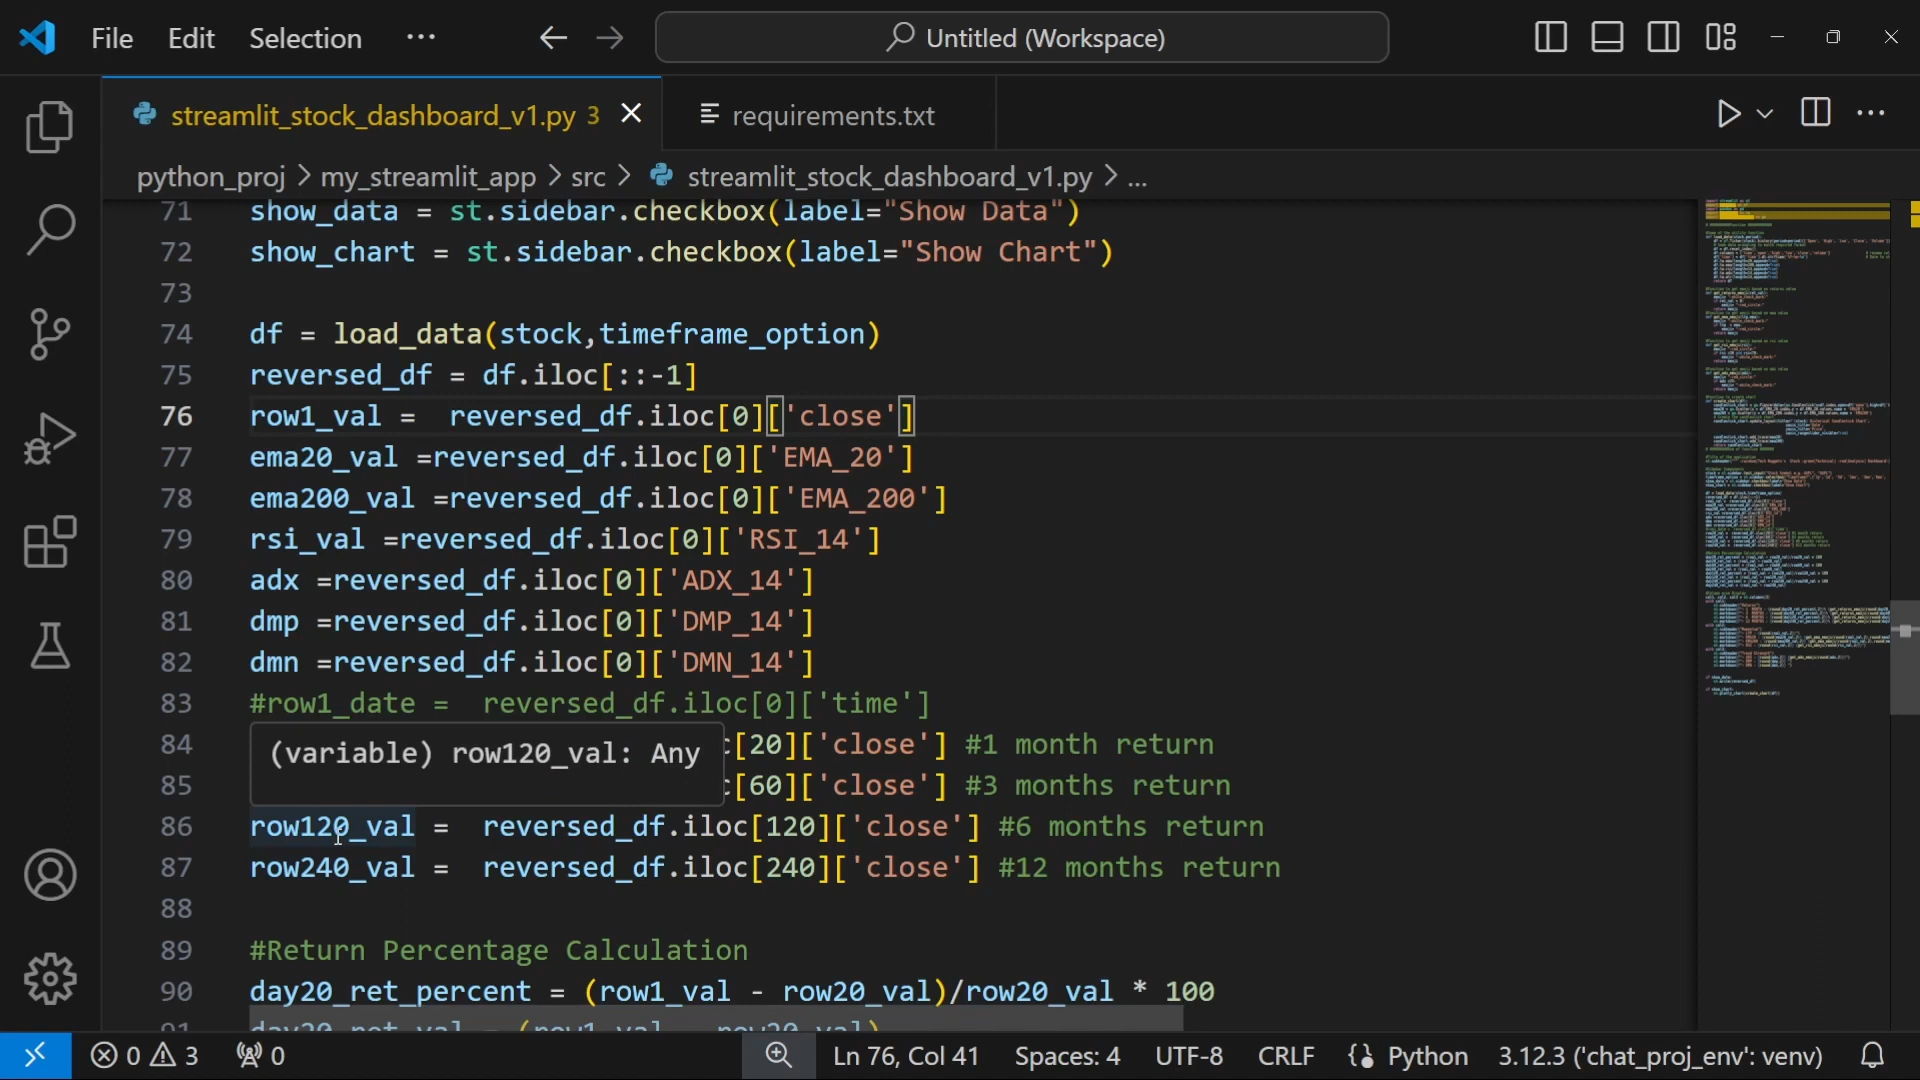 File Edit Selection ··· Untitled (Workspace)
streamlit_stock_dashboard_v1.py 3 requirements.txt
python_proj > my_streamlit_app > src > streamlit_stock_dashboard_v1.py > ...
71 show_data = st.sidebar.checkbox(label="Show Data")
72 show_chart = st.sidebar.checkbox(label="Show Chart")
73
74 df = load_data(stock,timeframe_option)
75 reversed_df = df.iloc[::-1]
76 row1_val =  reversed_df.iloc[0]['close']
77 ema20_val =reversed_df.iloc[0]['EMA_20']
78 ema200_val =reversed_df.iloc[0]['EMA_200']
79 rsi_val =reversed_df.iloc[0]['RSI_14']
80 adx =reversed_df.iloc[0]['ADX_14']
81 dmp =reversed_df.iloc[0]['DMP_14']
82 dmn =reversed_df.iloc[0]['DMN_14']
83 #row1_date =  reversed_df.iloc[0]['time']
84 c[20]['close'] #1 month return
(variable) row120_val: Any
85 c[60]['close'] #3 months return
86 row120_val =  reversed_df.iloc[120]['close'] #6 months return
87 row240_val =  reversed_df.iloc[240]['close'] #12 months return
88
89 #Return Percentage Calculation
90 day20_ret_percent = (row1_val - row20_val)/row20_val * 100
91 day20_ret_val = (row1_val - row20_val)
0 3 0 Ln 76, Col 41 Spaces: 4 UTF-8 CRLF Python 3.12.3 ('chat_proj_env': venv)